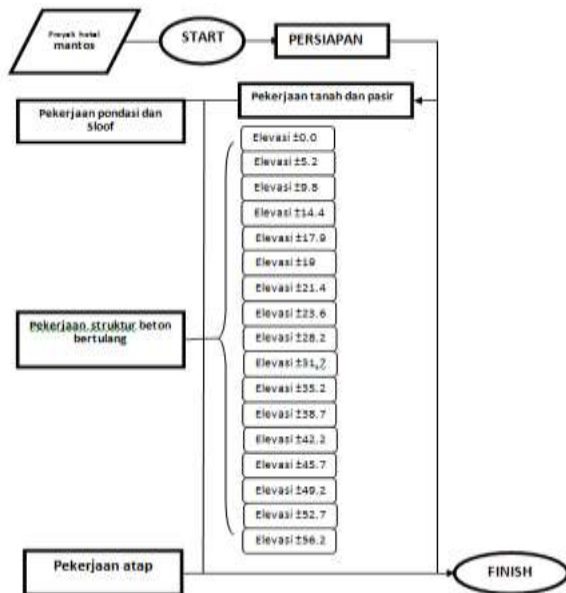 Proyek hotel
mantos
START
PERSIAPAN
Pekerjaan tanah dan pasir
Pekerjaan pondasi dan
Sloof
Elevasi ±0.0
Elevasi ±5.2
Elevasi ±9.8
Elevasi ±14.4
Elevasi ±17.9
Elevasi ±19
Elevasi ±21.4
Elevasi ±23.6
Elevasi ±28.2
Elevasi ±31,7
Elevasi ±35.2
Elevasi ±38.7
Elevasi ±42.2
Elevasi ±45.7
Elevasi ±49.2
Elevasi ±52.7
Elevasi ±56.2
Pekerjaan struktur beton
bertulang
Pekerjaan atap
FINISH